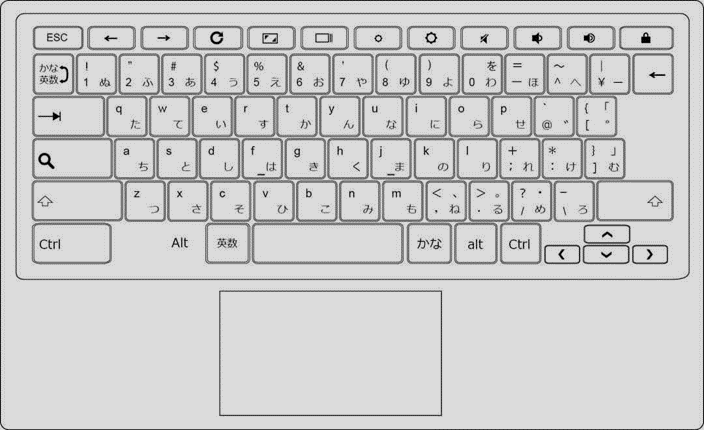 ESC
かな 英数 ! 1 ぬ " 2 ふ # 3 あ $ 4 う % 5 え & 6 お ' 7 や ( 8 ゆ ) 9 よ を 0 わ = ー ほ ～ ^ へ | ¥ ー
q た w て e い r す t か y ん u な i に o ら p せ ` @ ゛ { 「 [ ゜
a ち s と d し f は g き h く j ま k の l り + ; れ * : け } 」 ] む
z つ x さ c そ v ひ b こ n み m も < 、 , ね > 。 . る ? ・ / め _ \ ろ
Ctrl Alt 英数 かな alt Ctrl